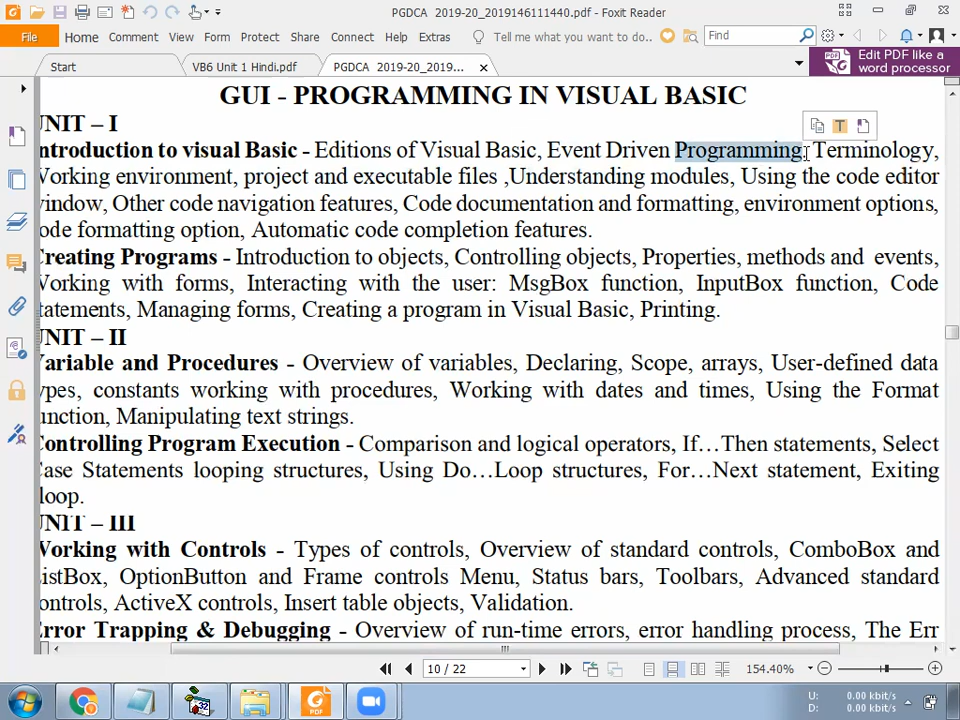 PGDCA 2019-20_2019146111440.pdf - Foxit Reader
File Home Comment View Form Protect Share Connect Help Extras Tell me what you want to do... Find
Start VB6 Unit 1 Hindi.pdf PGDCA 2019-20_2019... Edit PDF like a
word processor
GUI - PROGRAMMING IN VISUAL BASIC
UNIT – I
ntroduction to visual Basic - Editions of Visual Basic, Event Driven Programming, Terminology,
Working environment, project and executable files ,Understanding modules, Using the code editor
window, Other code navigation features, Code documentation and formatting, environment options,
ode formatting option, Automatic code completion features.
Creating Programs - Introduction to objects, Controlling objects, Properties, methods and events,
Working with forms, Interacting with the user: MsgBox function, InputBox function, Code
tatements, Managing forms, Creating a program in Visual Basic, Printing.
UNIT – II
Variable and Procedures - Overview of variables, Declaring, Scope, arrays, User-defined data
ypes, constants working with procedures, Working with dates and times, Using the Format
unction, Manipulating text strings.
Controlling Program Execution - Comparison and logical operators, If…Then statements, Select
Case Statements looping structures, Using Do…Loop structures, For…Next statement, Exiting
loop.
UNIT – III
Working with Controls - Types of controls, Overview of standard controls, ComboBox and
ListBox, OptionButton and Frame controls Menu, Status bars, Toolbars, Advanced standard
ontrols, ActiveX controls, Insert table objects, Validation.
Error Trapping & Debugging - Overview of run-time errors, error handling process, The Err
10 / 22 154.40%
U: 0.00 kbit/s
D: 0.00 kbit/s